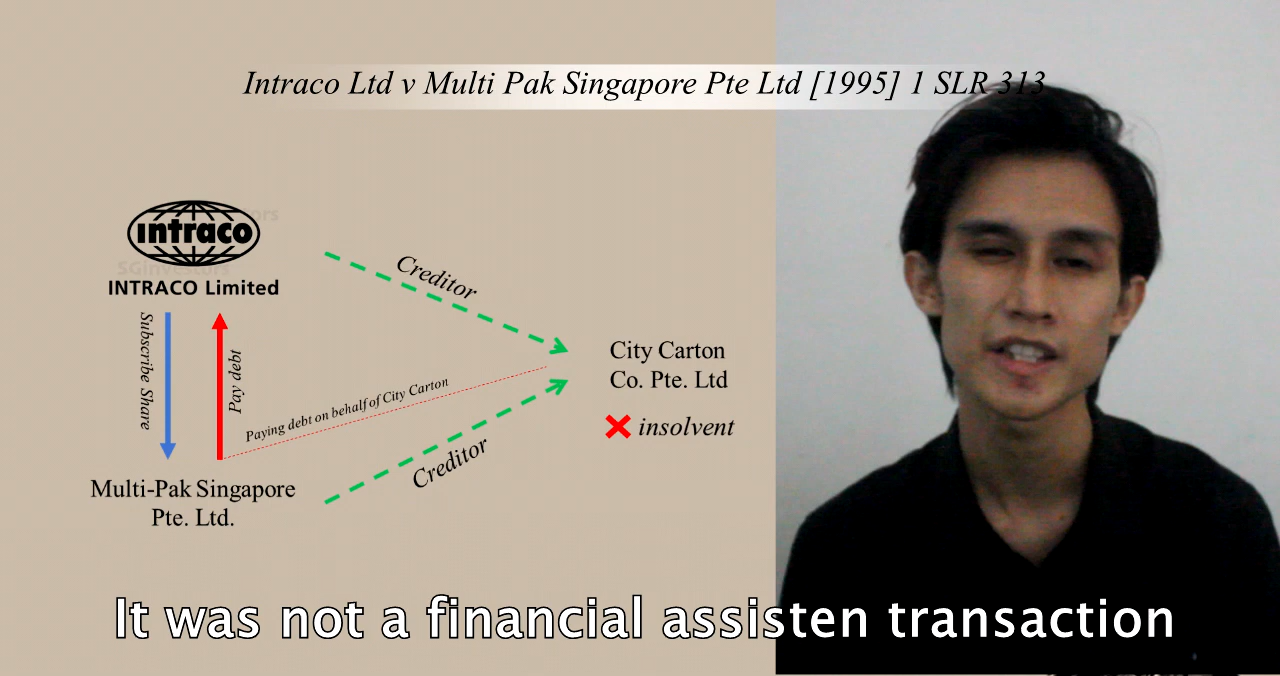 Intraco Ltd v Multi Pak Singapore Pte Ltd [1995] 1 SLR 313
intraco
SGinvestors
INTRACO Limited
Subscribe Share
Pay debt
Creditor
Paying debt on behalf of City Carton
Creditor
City Carton
Co. Pte. Ltd
insolvent
Multi-Pak Singapore
Pte. Ltd.
It was not a financial assisten transaction